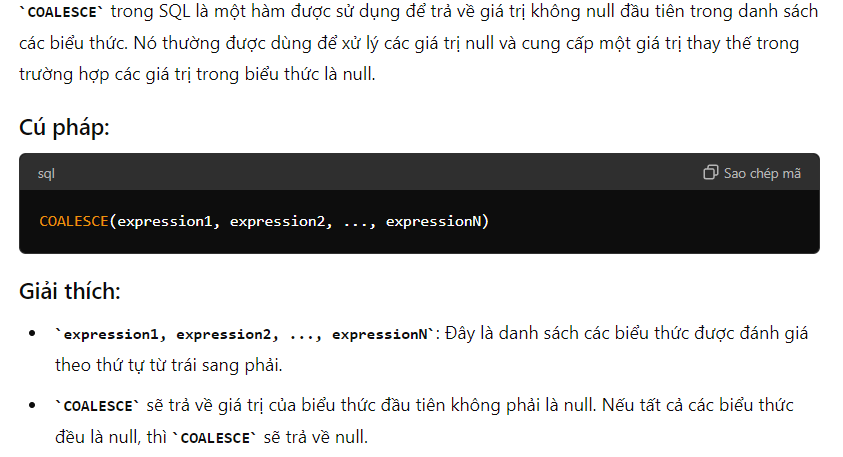 `COALESCE` trong SQL là một hàm được sử dụng để trả về giá trị không null đầu tiên trong danh sách
các biểu thức. Nó thường được dùng để xử lý các giá trị null và cung cấp một giá trị thay thế trong
trường hợp các giá trị trong biểu thức là null.
Cú pháp:
sql
Sao chép mã
COALESCE(expression1, expression2, ..., expressionN)
Giải thích:
• `expression1, expression2, ..., expressionN`: Đây là danh sách các biểu thức được đánh giá
theo thứ tự từ trái sang phải.
• `COALESCE` sẽ trả về giá trị của biểu thức đầu tiên không phải là null. Nếu tất cả các biểu thức
đều là null, thì `COALESCE` sẽ trả về null.